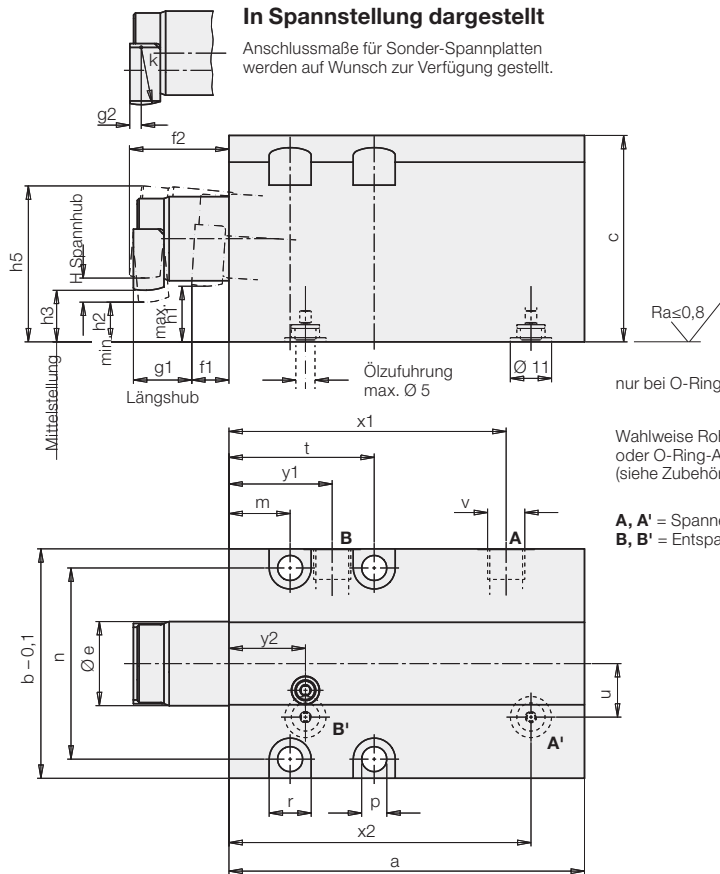 In Spannstellung dargestellt
Anschlussmaße für Sonder-Spannplatten
werden auf Wunsch zur Verfügung gestellt.
k
g2
f2
h5
H Spannhub
h3
h2
min.
max.
h1
c
Mittelstellung
g1
f1
Längshub
Ölzufuhrung
max. Ø 5
Ø 11
Ra≤0,8
nur bei O-Ring
x1
t
y1
m
v
B
A
Wahlweise Roh
oder O-Ring-A
(siehe Zubehör
A, A' = Spanne
B, B' = Entspa
b – 0,1
n
Ø e
y2
u
B'
A'
r
p
x2
a